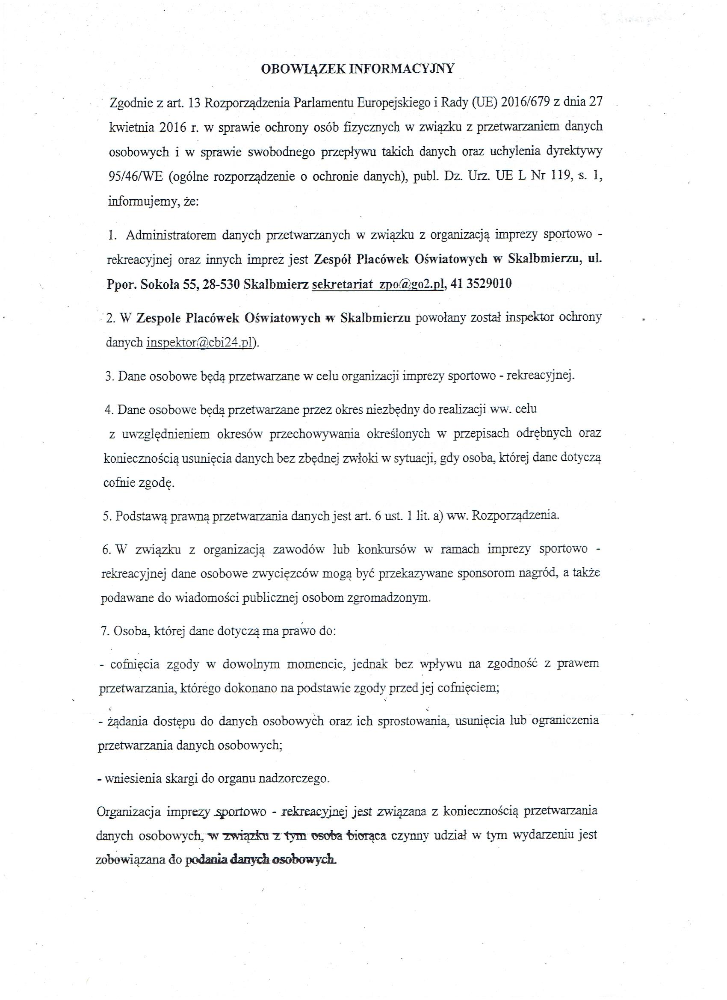 OBOWIĄZEK INFORMACYJNY
Zgodnie z art. 13 Rozporządzenia Parlamentu Europejskiego i Rady (UE) 2016/679 z dnia 27
kwietnia 2016 r. w sprawie ochrony osób fizycznych w związku z przetwarzaniem danych
osobowych i w sprawie swobodnego przepływu takich danych oraz uchylenia dyrektywy
95/46/WE (ogólne rozporządzenie o ochronie danych), publ. Dz. Urz. UE L Nr 119, s. 1,
informujemy, że:
1. Administratorem danych przetwarzanych w związku z organizacją imprezy sportowo -
rekreacyjnej oraz innych imprez jest Zespół Placówek Oświatowych w Skalbmierzu, ul.
Ppor. Sokoła 55, 28-530 Skalbmierz sekretariat_zpo@go2.pl, 41 3529010
2. W Zespole Placówek Oświatowych w Skalbmierzu powołany został inspektor ochrony
danych inspektor@cbi24.pl).
3. Dane osobowe będą przetwarzane w celu organizacji imprezy sportowo - rekreacyjnej.
4. Dane osobowe będą przetwarzane przez okres niezbędny do realizacji ww. celu
z uwzględnieniem okresów przechowywania określonych w przepisach odrębnych oraz
koniecznością usunięcia danych bez zbędnej zwłoki w sytuacji, gdy osoba, której dane dotyczą
cofnie zgodę.
5. Podstawą prawną przetwarzania danych jest art. 6 ust. 1 lit. a) ww. Rozporządzenia.
6. W związku z organizacją zawodów lub konkursów w ramach imprezy sportowo -
rekreacyjnej dane osobowe zwycięzców mogą być przekazywane sponsorom nagród, a także
podawane do wiadomości publicznej osobom zgromadzonym.
7. Osoba, której dane dotyczą ma prawo do:
- cofnięcia zgody w dowolnym momencie, jednak bez wpływu na zgodność z prawem
przetwarzania, którego dokonano na podstawie zgody przed jej cofnięciem;
- żądania dostępu do danych osobowych oraz ich sprostowania, usunięcia lub ograniczenia
przetwarzania danych osobowych;
- wniesienia skargi do organu nadzorczego.
Organizacja imprezy sportowo - rekreacyjnej jest związana z koniecznością przetwarzania
danych osobowych, w związku z tym osoba biorąca czynny udział w tym wydarzeniu jest
zobowiązana do podania danych osobowych.